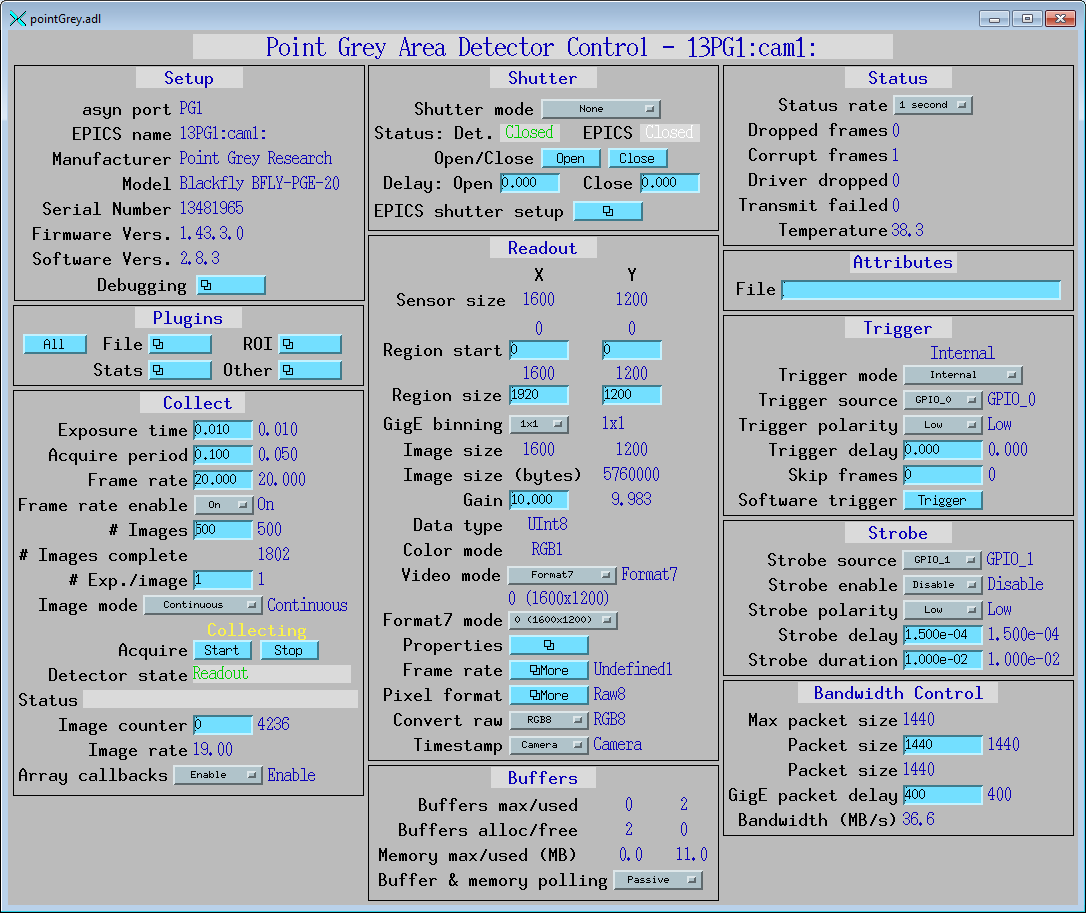 pointGrey.adl
Point Grey Area Detector Control - 13PG1:cam1:
Setup
asyn port PG1
EPICS name 13PG1:cam1:
Manufacturer Point Grey Research
Model Blackfly BFLY-PGE-20
Serial Number 13481965
Firmware Vers. 1.43.3.0
Software Vers. 2.8.3
Debugging
Plugins
All File ROI
Stats Other
Collect
Exposure time 0.010 0.010
Acquire period 0.100 0.050
Frame rate 20.000 20.000
Frame rate enable On On
# Images 500 500
# Images complete 1802
# Exp./image 1 1
Image mode Continuous Continuous
Collecting
Acquire Start Stop
Detector state Readout
Status
Image counter 0 4236
Image rate 19.00
Array callbacks Enable Enable
Shutter
Shutter mode None
Status: Det. Closed EPICS Closed
Open/Close Open Close
Delay: Open 0.000 Close 0.000
EPICS shutter setup
Readout
X Y
Sensor size 1600 1200
0 0
Region start 0 0
1600 1200
Region size 1920 1200
GigE binning 1x1 1x1
Image size 1600 1200
Image size (bytes) 5760000
Gain 10.000 9.983
Data type UInt8
Color mode RGB1
Video mode Format7 Format7
0 (1600x1200)
Format7 mode 0 (1600x1200)
Properties
Frame rate More Undefined1
Pixel format More Raw8
Convert raw RGB8 RGB8
Timestamp Camera Camera
Buffers
Buffers max/used 0 2
Buffers alloc/free 2 0
Memory max/used (MB) 0.0 11.0
Buffer & memory polling Passive
Status
Status rate 1 second
Dropped frames 0
Corrupt frames 1
Driver dropped 0
Transmit failed 0
Temperature 38.3
Attributes
File
Trigger
Internal
Trigger mode Internal
Trigger source GPIO_0 GPIO_0
Trigger polarity Low Low
Trigger delay 0.000 0.000
Skip frames 0 0
Software trigger Trigger
Strobe
Strobe source GPIO_1 GPIO_1
Strobe enable Disable Disable
Strobe polarity Low Low
Strobe delay 1.500e-04 1.500e-04
Strobe duration 1.000e-02 1.000e-02
Bandwidth Control
Max packet size 1440
Packet size 1440 1440
Packet size 1440
GigE packet delay 400 400
Bandwidth (MB/s) 36.6